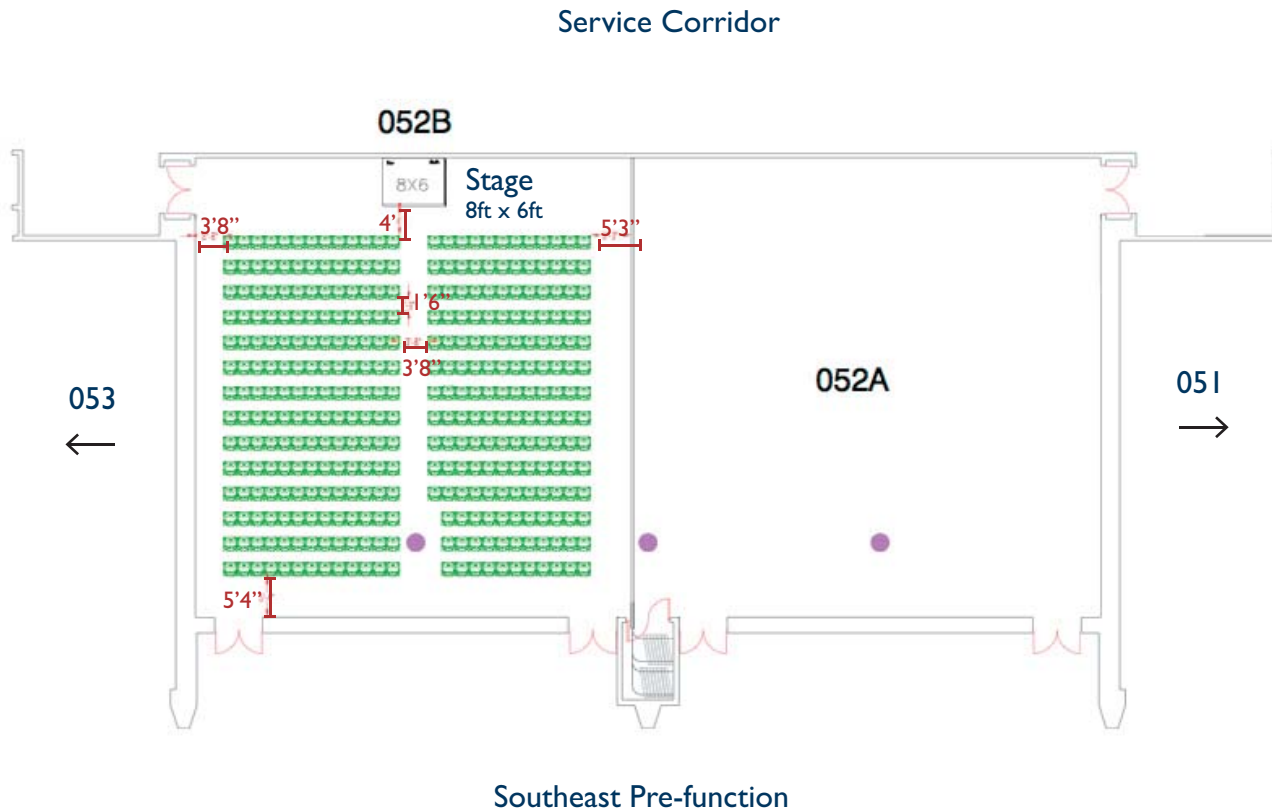 Service Corridor
052B
8X6
Stage
8ft x 6ft
3’8”
4'
5’3”
1’6”
3’8”
052A
053
051
5’4”
Southeast Pre-function